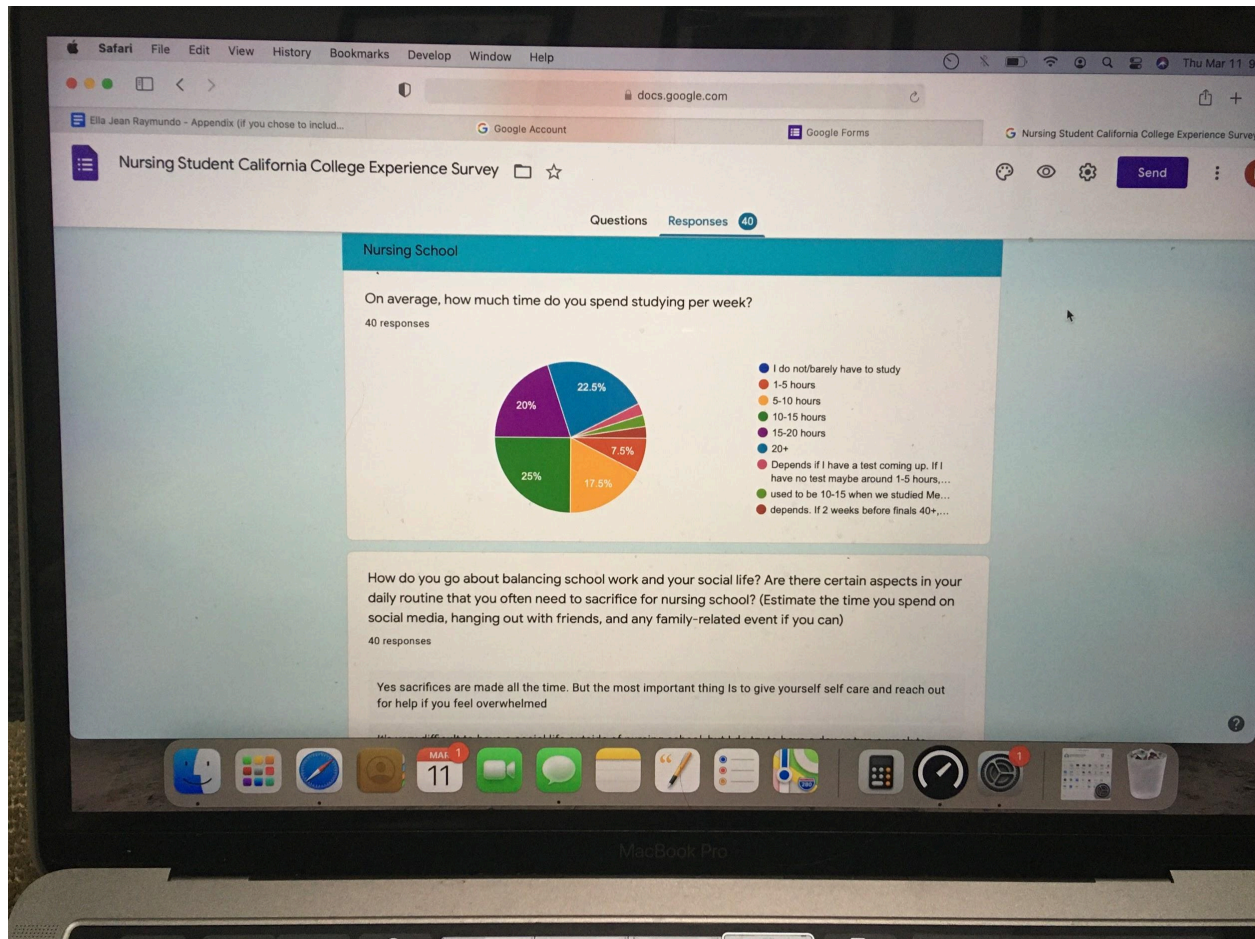 Safari File Edit View History Bookmarks Develop Window Help
Thu Mar 11 9
docs.google.com
Ella Jean Raymundo - Appendix (if you chose to includ...
Google Account
Google Forms
Nursing Student California College Experience Survey
Nursing Student California College Experience Survey
Send
Questions
Responses 40
Nursing School
On average, how much time do you spend studying per week?
40 responses
22.5%
20%
7.5%
25%
17.5%
I do not/barely have to study
1-5 hours
5-10 hours
10-15 hours
15-20 hours
20+
Depends if I have a test coming up. If I
have no test maybe around 1-5 hours,...
used to be 10-15 when we studied Me...
depends. If 2 weeks before finals 40+,...
How do you go about balancing school work and your social life? Are there certain aspects in your
daily routine that you often need to sacrifice for nursing school? (Estimate the time you spend on
social media, hanging out with friends, and any family-related event if you can)
40 responses
Yes sacrifices are made all the time. But the most important thing Is to give yourself self care and reach out
for help if you feel overwhelmed
?
MAR 1
11
1
280
MacBook Pro